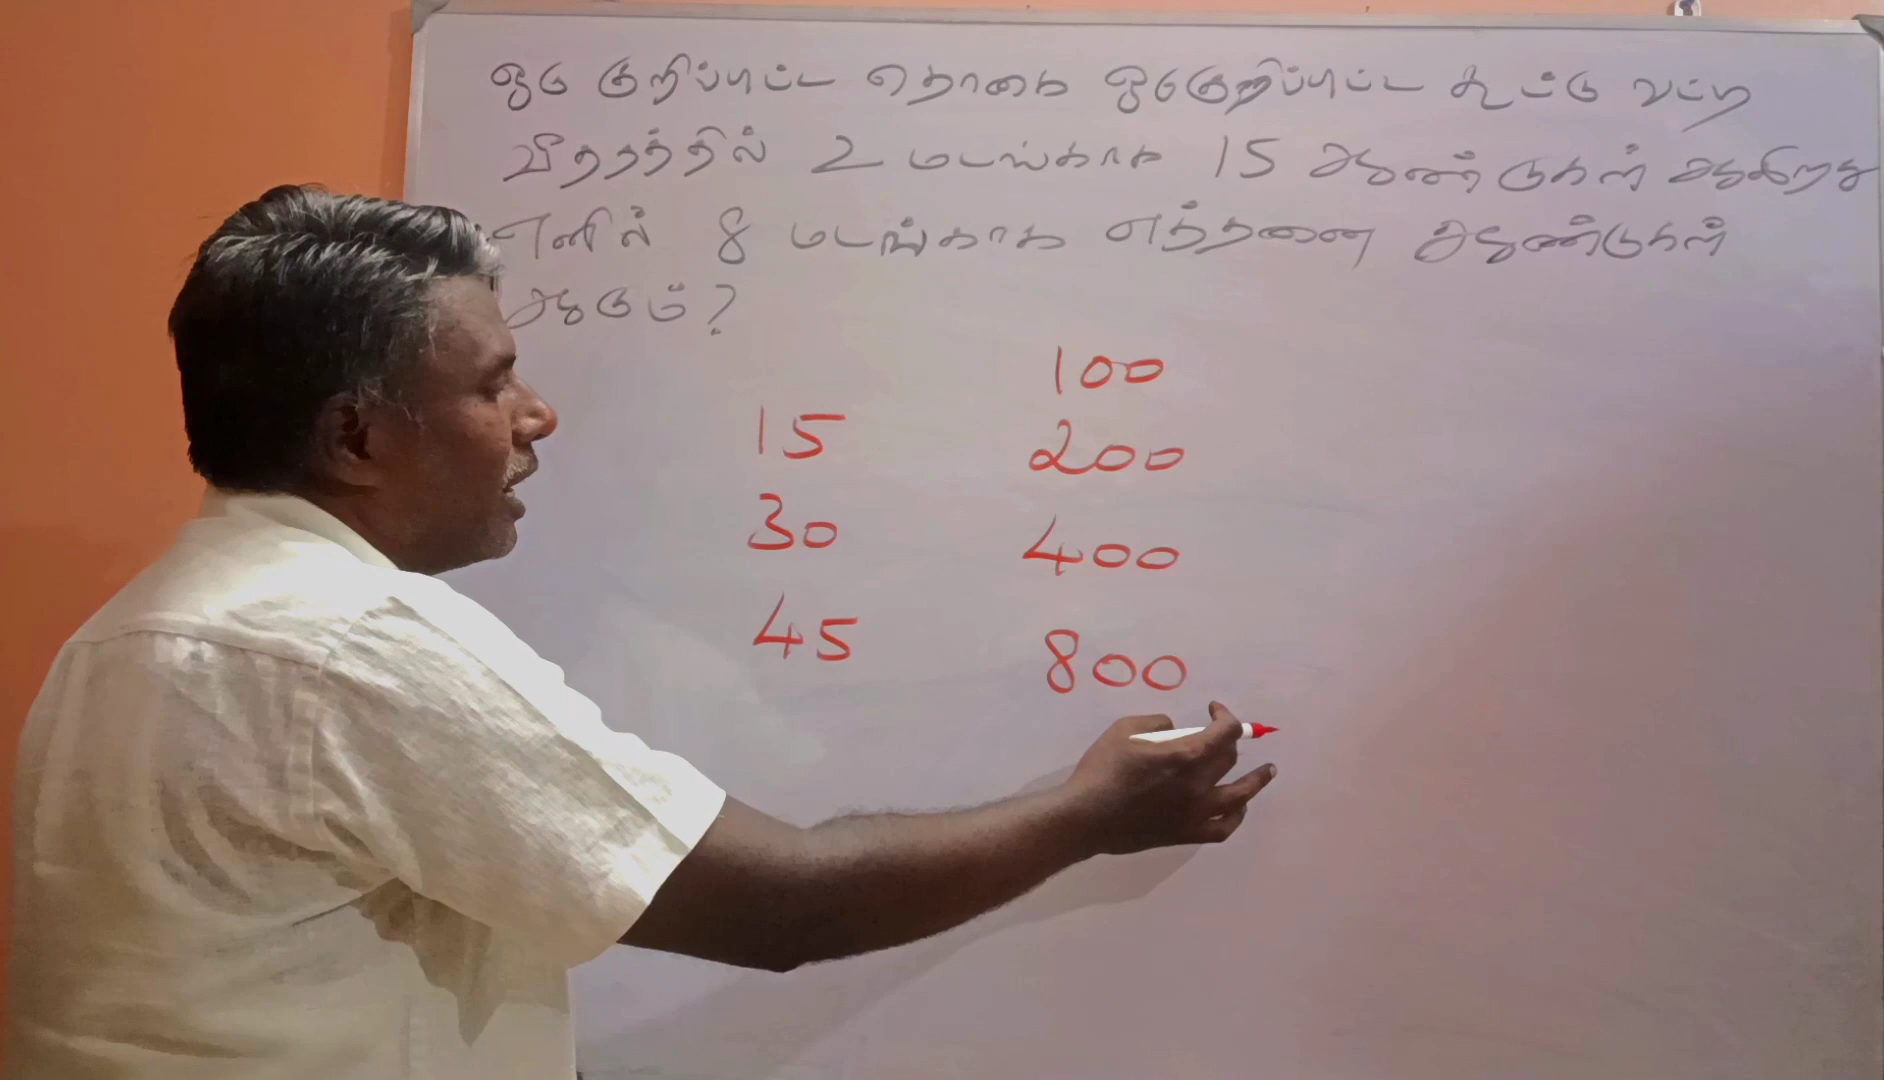 ஒரு குறிப்பிட்ட தொகை ஒரு குறிப்பிட்ட கூட்டு வட்டி
வீதத்தில் 2 மடங்காக 15 ஆண்டுகள் ஆகிறது
எனில் 8 மடங்காக எத்தனை ஆண்டுகள்
ஆகும்?
100
15 200
30 400
45 800